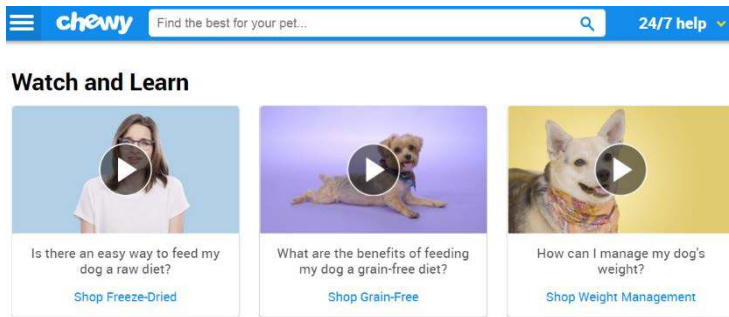 chewy
Find the best for your pet...
24/7 help
Watch and Learn
Is there an easy way to feed my
dog a raw diet?
Shop Freeze-Dried
What are the benefits of feeding
my dog a grain-free diet?
Shop Grain-Free
How can I manage my dog's
weight?
Shop Weight Management